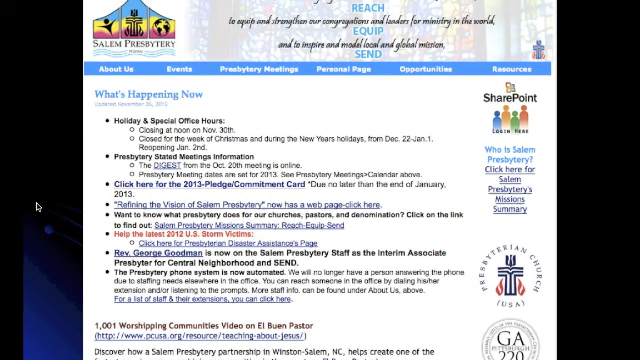 REACH
to equip and strengthen our congregations and leaders for ministry in the world,
EQUIP
and to inspire and model local and global mission,
SEND
SALEM PRESBYTERY
About Us Events Presbytery Meetings Personal Page Opportunities Resources
What's Happening Now
Updated November 26, 2012
Holiday & Special Office Hours:
Closing at noon on Nov. 30th.
Closed for the week of Christmas and during the New Years holidays, from Dec. 22-Jan.1.
Reopening Jan. 2nd.
Presbytery Stated Meetings Information
The DIGEST from the Oct. 20th meeting is online.
Presbytery Meeting dates are set for 2013. See Presbytery Meetings>Calendar above.
Click here for the 2013-Pledge/Commitment Card *Due no later than the end of January,
2013.
"Refining the Vision of Salem Presbytery" now has a web page-click here.
Want to know what presbytery does for our churches, pastors, and denomination? Click on the link
to find out: Salem Presbytery Missions Summary: Reach-Equip-Send
Help the latest 2012 U.S. Storm Victims:
Click here for Presbyterian Disaster Assistance's Page
Rev. George Goodman is now on the Salem Presbytery Staff as the Interim Associate
Presbyter for Central Neighborhood and SEND.
The Presbytery phone system is now automated. We will no longer have a person answering the phone
due to staffing needs elsewhere in the office. You can reach someone in the office by dialing his/her
extension and/or listening to the prompts. More staff info. can be found under About Us, above.
For a list of staff & their extensions, you can click here.
1,001 Worshipping Communities Video on El Buen Pastor
(http://www.pcusa.org/resource/teaching-about-jesus/)
Discover how a Salem Presbytery partnership in Winston-Salem, NC, helps create one of the
SharePoint
LOGIN HERE
Who is Salem
Presbytery?
Click here for
Salem
Presbytery's
Missions
Summary
PRESBYTERIAN CHURCH
(USA)
GA
PITTSBURGH
220